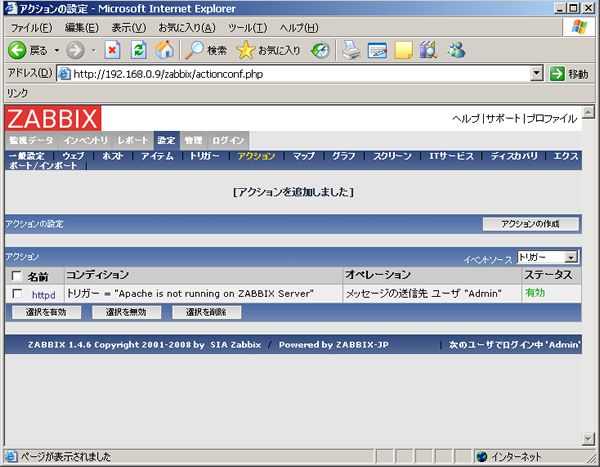 アクションの設定 - Microsoft Internet Explorer
ファイル(F) 編集(E) 表示(V) お気に入り(A) ツール(T) ヘルプ(H)
戻る 検索 お気に入り
アドレス(D) http://192.168.0.9/zabbix/actionconf.php 移動
リンク
ZABBIX ヘルプ|サポート|プロファイル
監視データ インベントリ レポート 設定 管理 ログイン
一般設定 | ウェブ | ホスト | アイテム | トリガー | アクション | マップ | グラフ | スクリーン | ITサービス | ディスカバリ | エクス
ポート/インポート |
[アクションを追加しました]
アクションの設定 アクションの作成
アクション イベントソース トリガー
名前 コンディション オペレーション ステータス
httpd トリガー = "Apache is not running on ZABBIX Server" メッセージの送信先 ユーザ "Admin" 有効
選択を有効 選択を無効 選択を削除
ZABBIX 1.4.6 Copyright 2001-2008 by SIA Zabbix / Powered by ZABBIX-JP | 次のユーザでログイン中 'Admin'
ページが表示されました インターネット